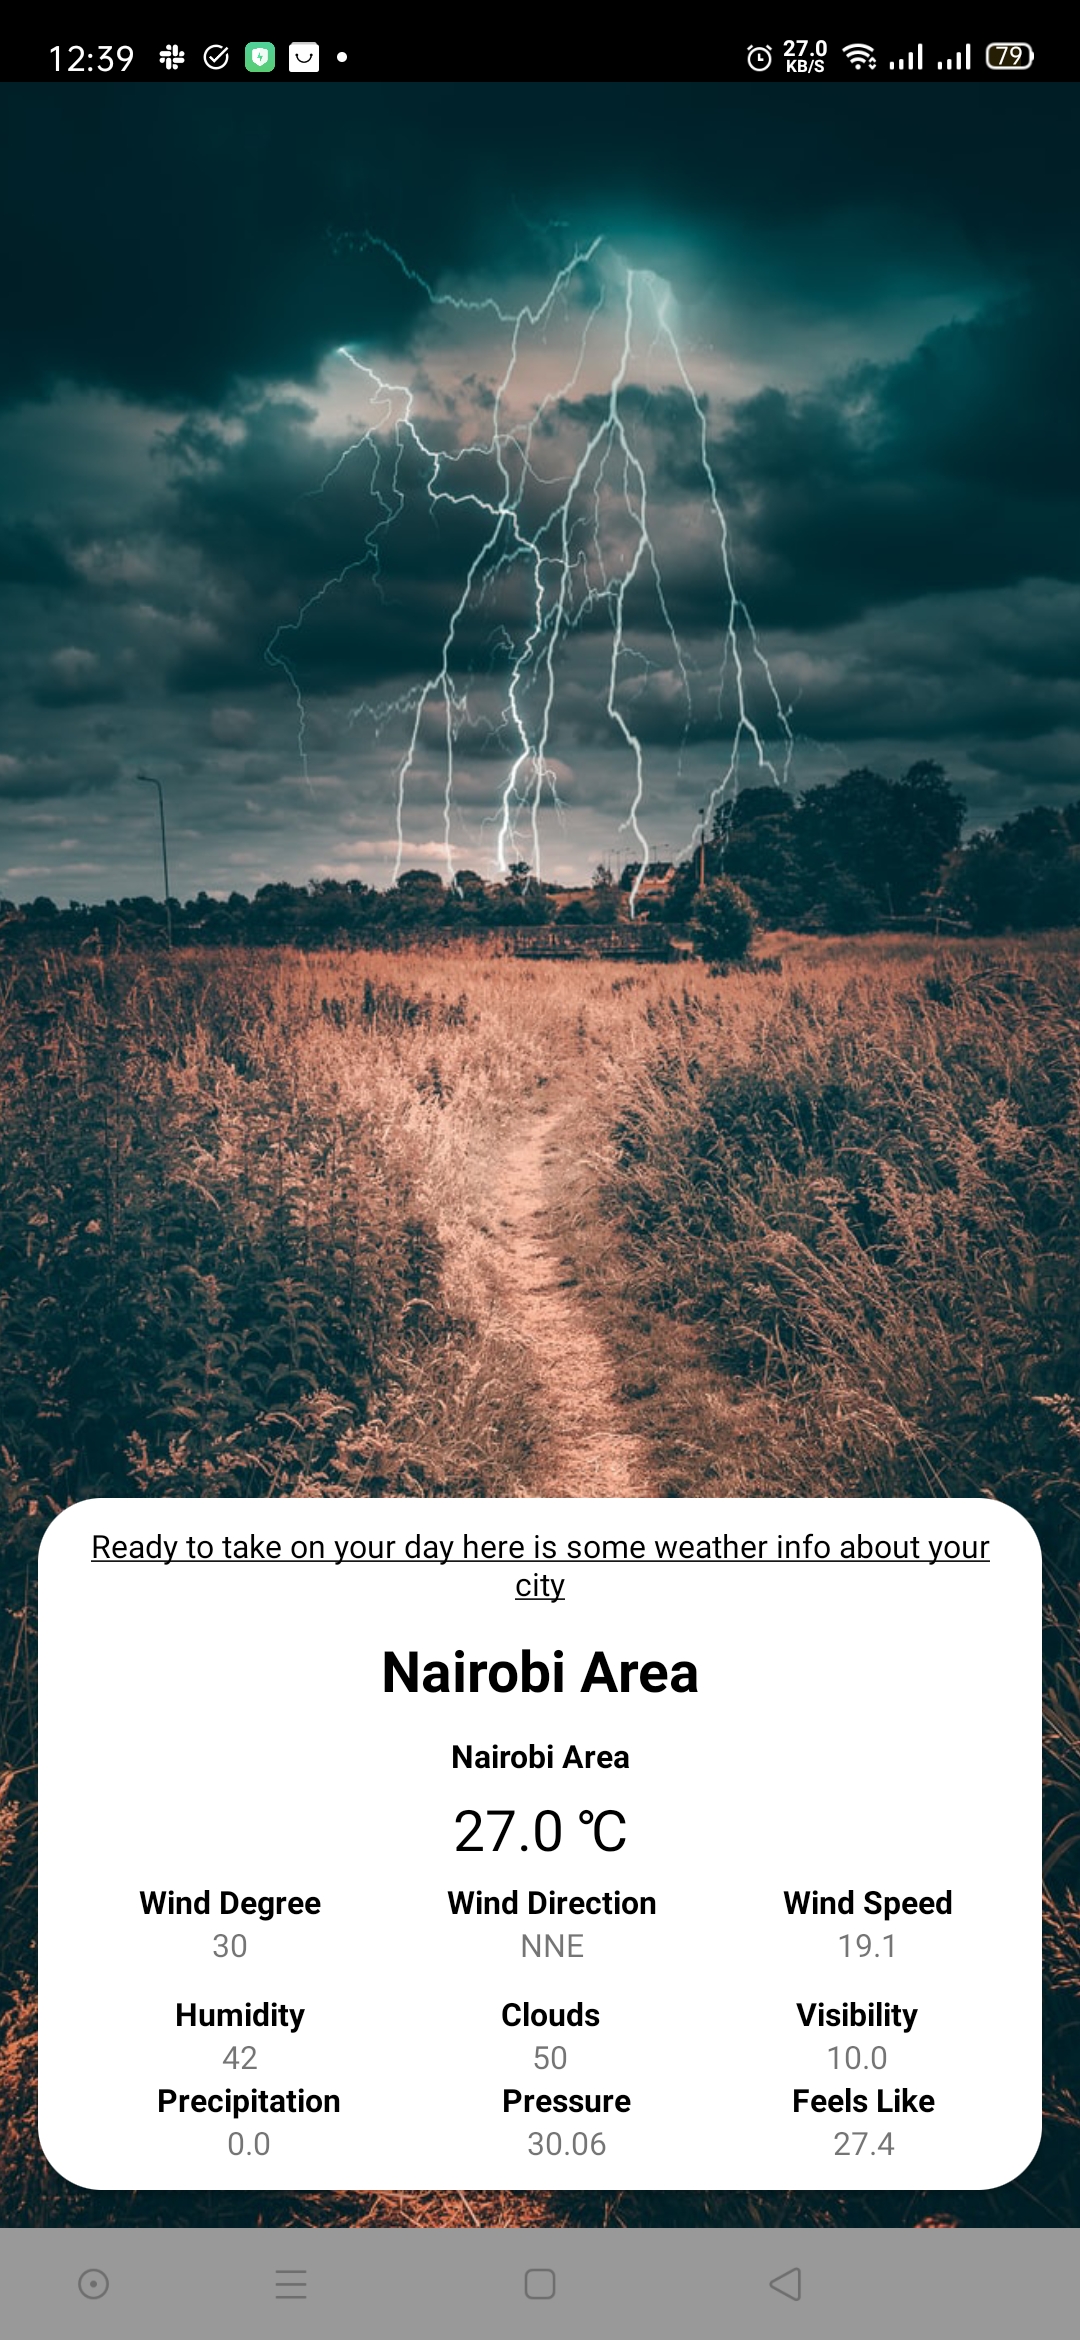 12:39 27.0 KB/S 79
Ready to take on your day here is some weather info about your
city
Nairobi Area
Nairobi Area
27.0 °C
Wind Degree Wind Direction Wind Speed
30 NNE 19.1
Humidity Clouds Visibility
42 50 10.0
Precipitation Pressure Feels Like
0.0 30.06 27.4